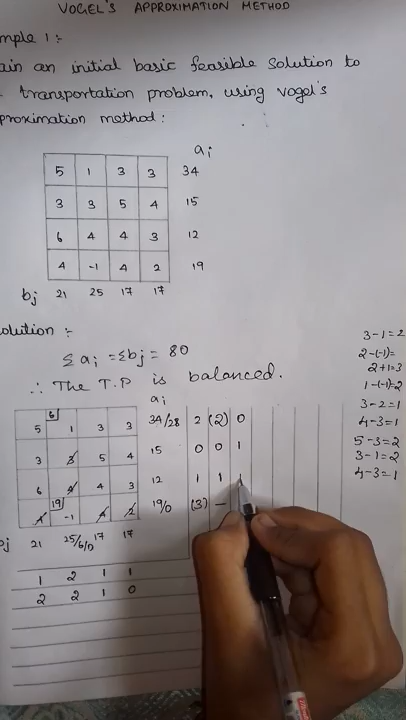 VOGEL'S APPROXIMATION METHOD
mple 1:-
ain an initial basic feasible solution to
transportation problem, using vogel's
proximation method:
ai
5 1 3 3 34
3 3 5 4 15
6 4 4 3 12
4 -1 4 2 19
bj 21 25 17 17
olution:-
Σai = Σbj = 80
∴ The T.P is balanced.
ai
6
5 1 3 3 34/28 2 (2) 0
3 3 5 4 15 0 0 1
6 4 4 3 12 1 1 1
19
4 -1 4 2 19/0 (3) -
j 21 25/6/0 17 17
1 2 1 1
2 2 1 0
3-1=2
2-(-1)=
2+1=3
1-(-1)=2
3-2=1
4-3=1
5-3=2
3-1=2
4-3=1